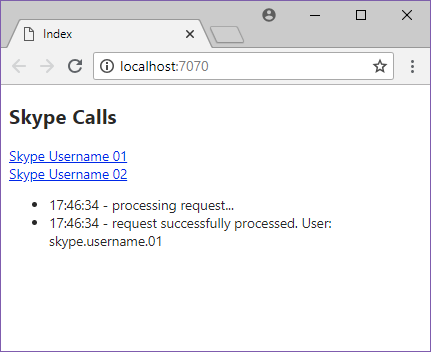 Index
localhost:7070
Skype Calls
Skype Username 01
Skype Username 02
17:46:34 - processing request...
17:46:34 - request successfully processed. User:
skype.username.01